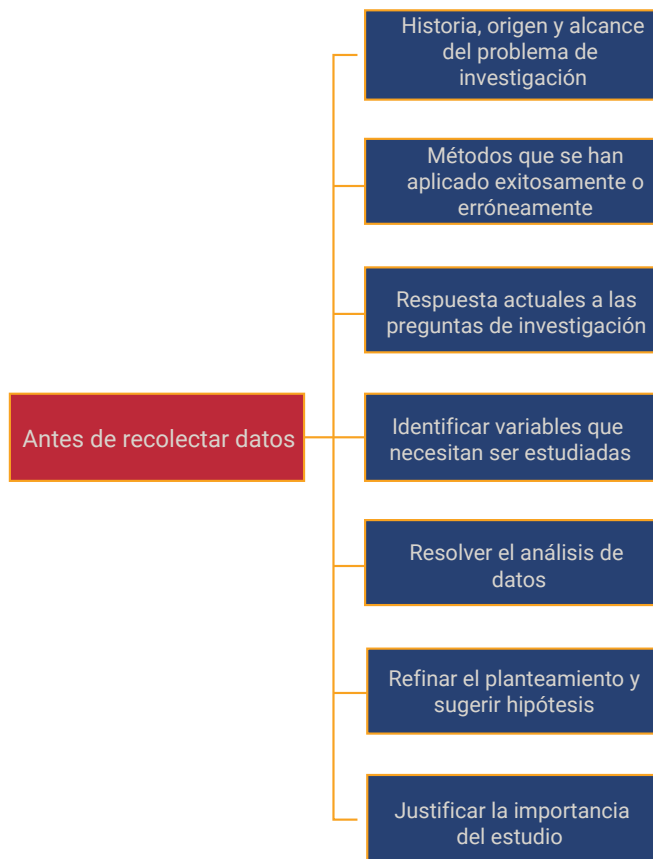 Historia, origen y alcance
del problema de
investigación
Métodos que se han
aplicado exitosamente o
erróneamente
Respuesta actuales a las
preguntas de investigación
Antes de recolectar datos
Identificar variables que
necesitan ser estudiadas
Resolver el análisis de
datos
Refinar el planteamiento y
sugerir hipótesis
Justificar la importancia
del estudio